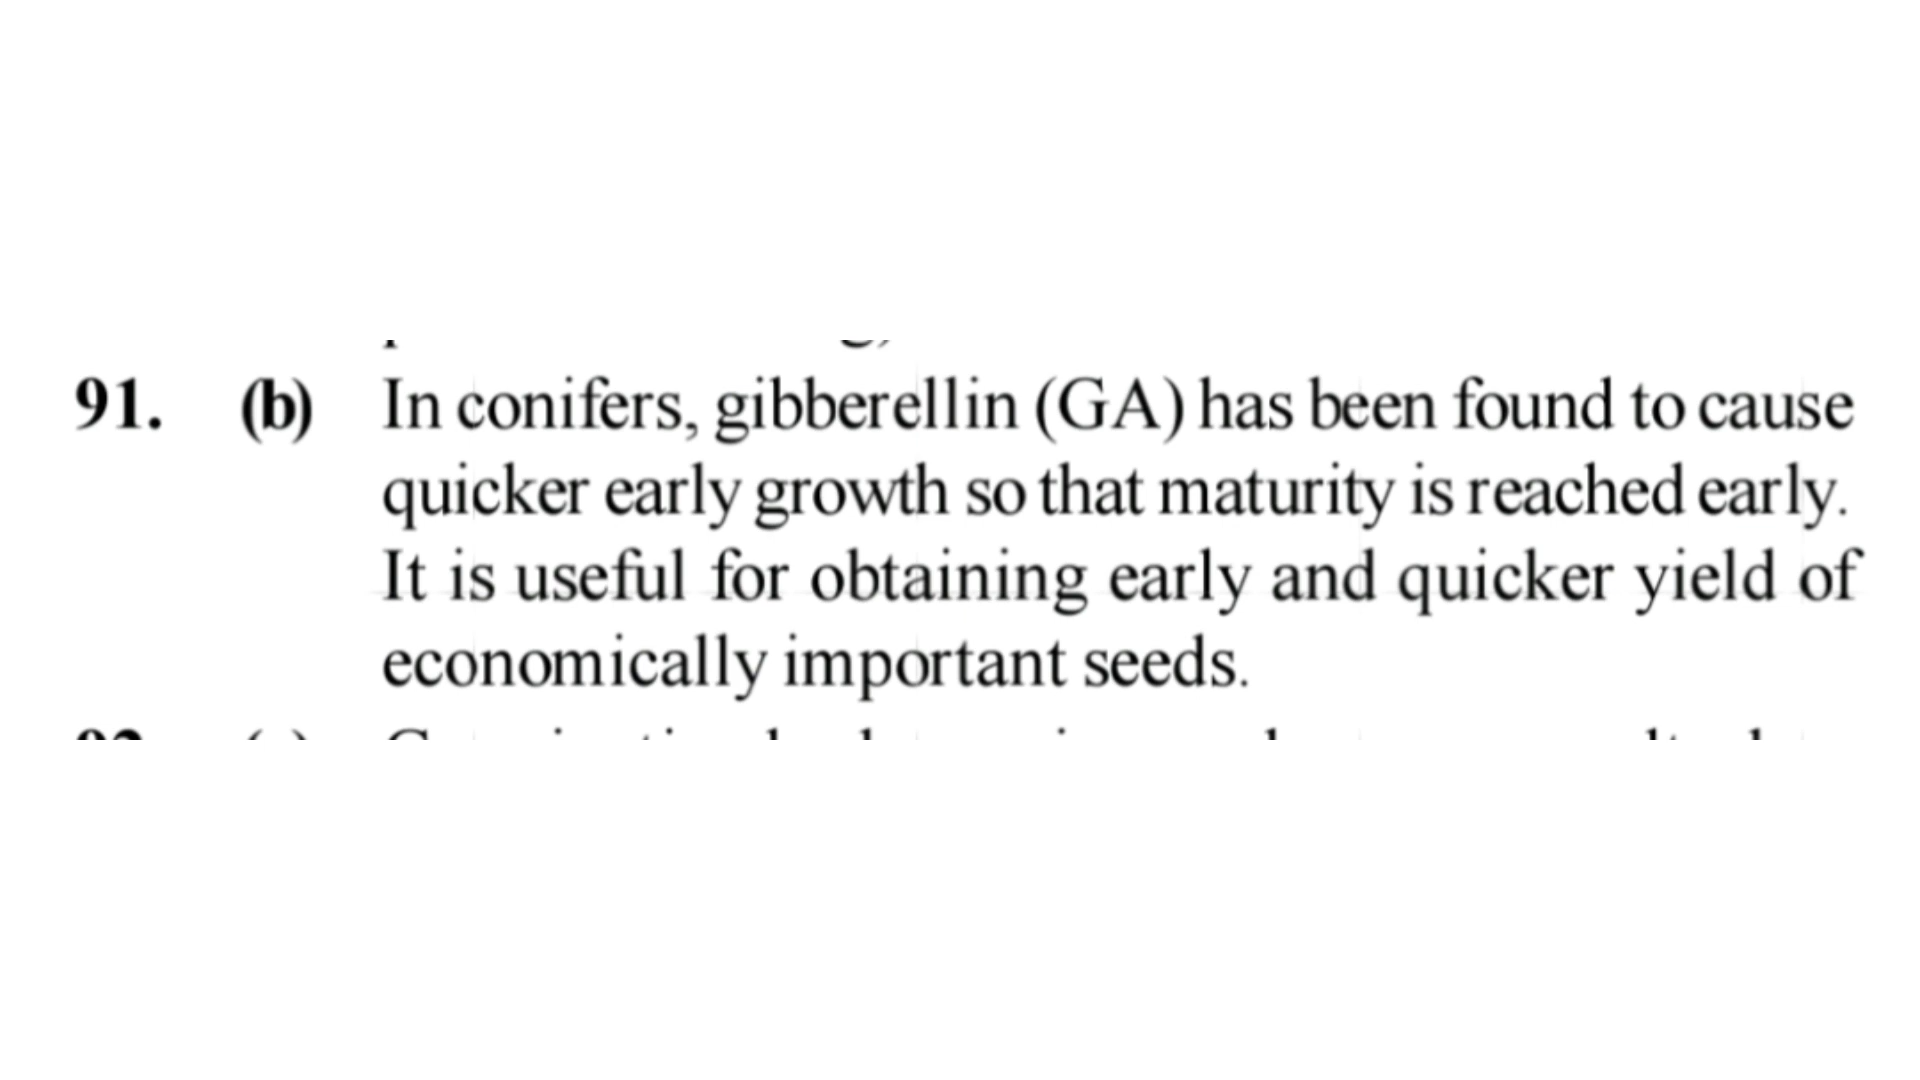 91. (b) In conifers, gibberellin (GA) has been found to cause
quicker early growth so that maturity is reached early.
It is useful for obtaining early and quicker yield of
economically important seeds.